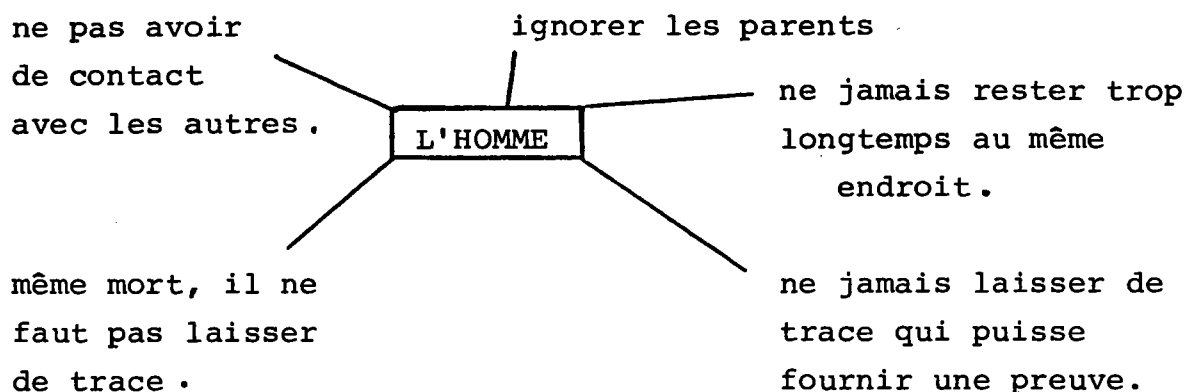 ne pas avoir
de contact
avec les autres.
ignorer les parents
ne jamais rester trop
longtemps au même
endroit.
L'HOMME
même mort, il ne
faut pas laisser
de trace.
ne jamais laisser de
trace qui puisse
fournir une preuve.